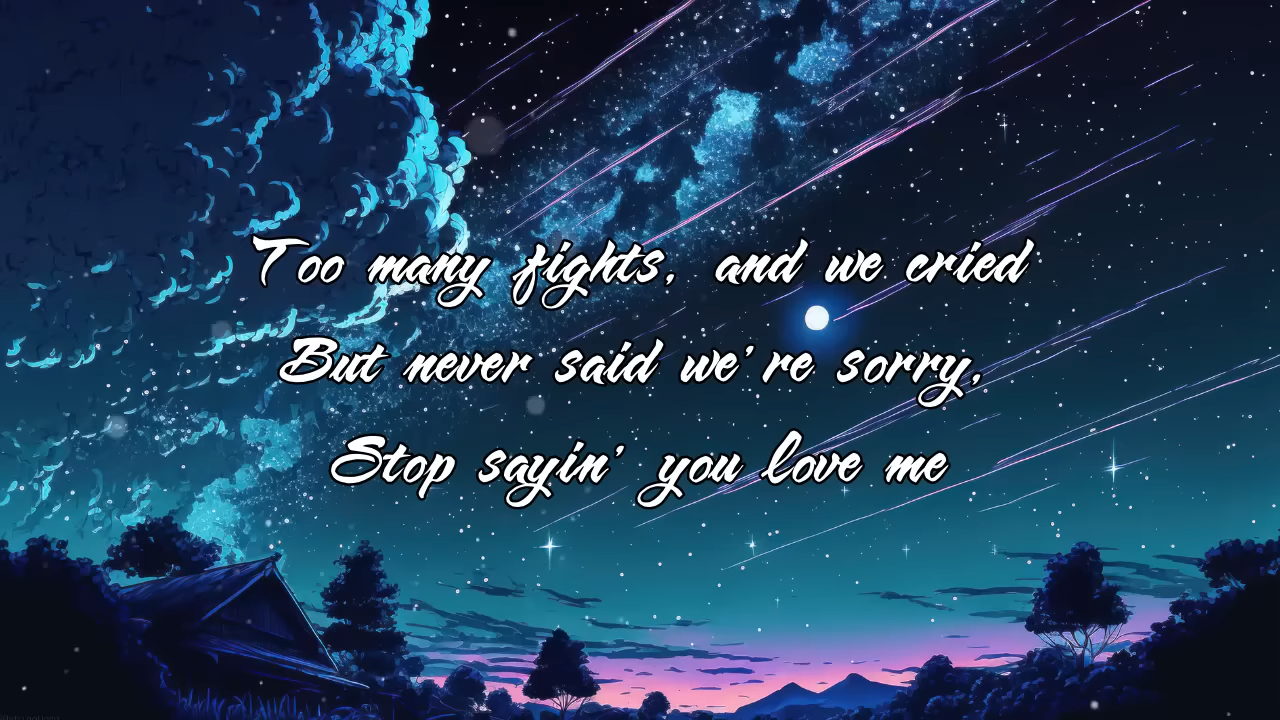 Too many fights, and we cried
But never said we're sorry,
Stop sayin' you love me